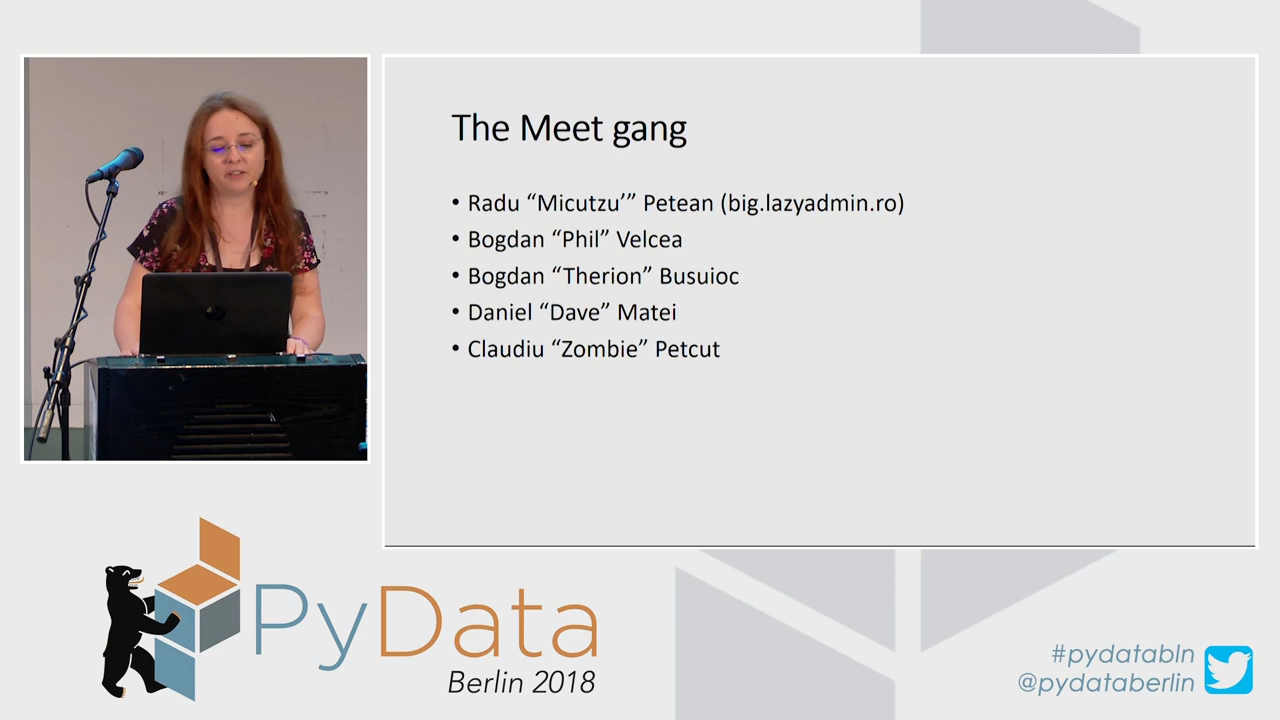 The Meet gang
• Radu “Micutzu’” Petean (big.lazyadmin.ro)
• Bogdan “Phil” Velcea
• Bogdan “Therion” Busuioc
• Daniel “Dave” Matei
• Claudiu “Zombie” Petcut
PyData
Berlin 2018
#pydatabln
@pydataberlin